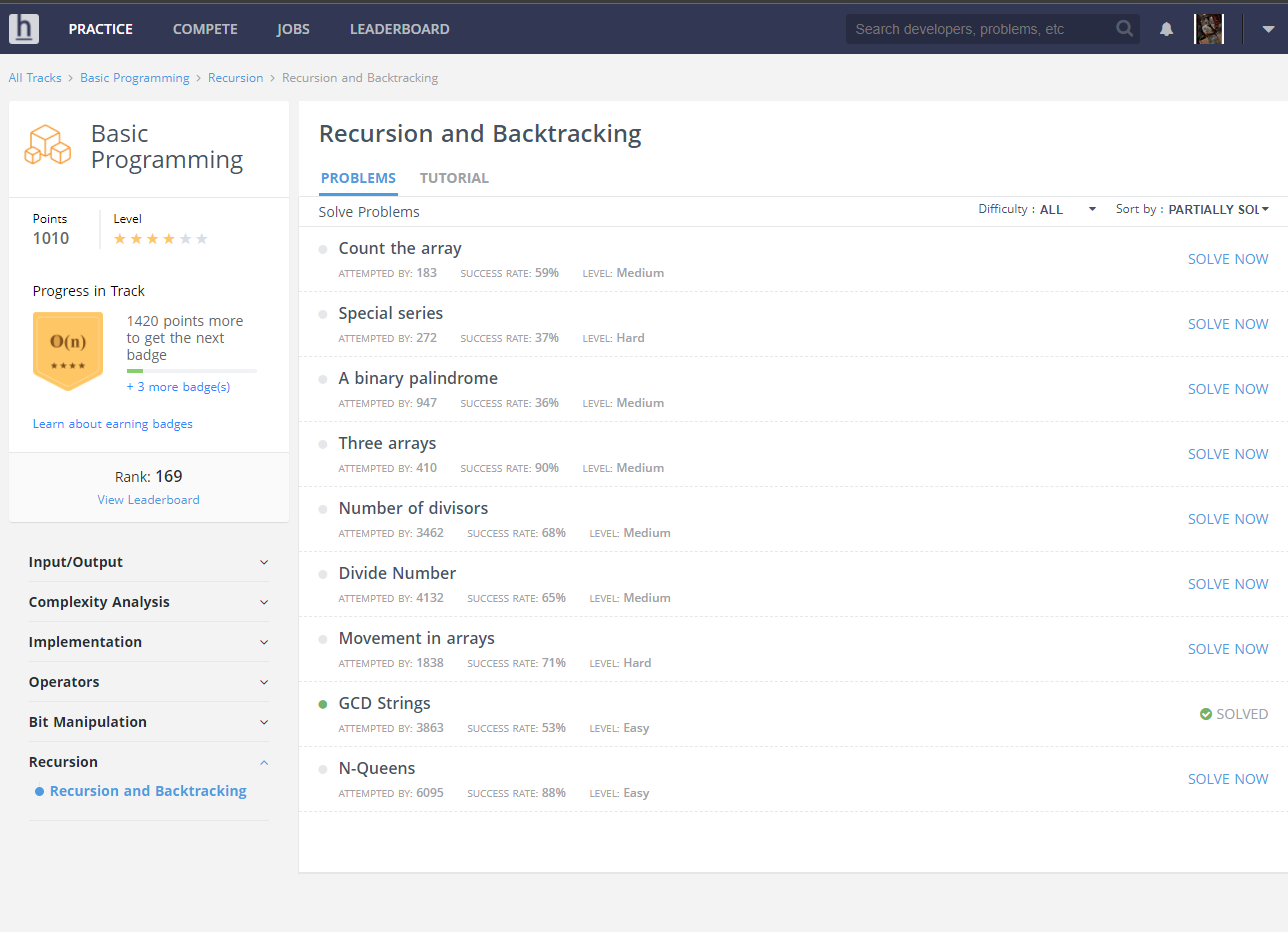 h PRACTICE COMPETE JOBS LEADERBOARD Search developers, problems, etc
All Tracks > Basic Programming > Recursion > Recursion and Backtracking
Basic
Programming
Points Level
1010
Progress in Track
O(n)
1420 points more
to get the next
badge
+ 3 more badge(s)
Learn about earning badges
Rank: 169
View Leaderboard
Input/Output
Complexity Analysis
Implementation
Operators
Bit Manipulation
Recursion
Recursion and Backtracking
Recursion and Backtracking
PROBLEMS TUTORIAL
Solve Problems Difficulty : ALL Sort by : PARTIALLY SOL
Count the array
ATTEMPTED BY: 183 SUCCESS RATE: 59% LEVEL: Medium
SOLVE NOW
Special series
ATTEMPTED BY: 272 SUCCESS RATE: 37% LEVEL: Hard
SOLVE NOW
A binary palindrome
ATTEMPTED BY: 947 SUCCESS RATE: 36% LEVEL: Medium
SOLVE NOW
Three arrays
ATTEMPTED BY: 410 SUCCESS RATE: 90% LEVEL: Medium
SOLVE NOW
Number of divisors
ATTEMPTED BY: 3462 SUCCESS RATE: 68% LEVEL: Medium
SOLVE NOW
Divide Number
ATTEMPTED BY: 4132 SUCCESS RATE: 65% LEVEL: Medium
SOLVE NOW
Movement in arrays
ATTEMPTED BY: 1838 SUCCESS RATE: 71% LEVEL: Hard
SOLVE NOW
GCD Strings
ATTEMPTED BY: 3863 SUCCESS RATE: 53% LEVEL: Easy
SOLVED
N-Queens
ATTEMPTED BY: 6095 SUCCESS RATE: 88% LEVEL: Easy
SOLVE NOW